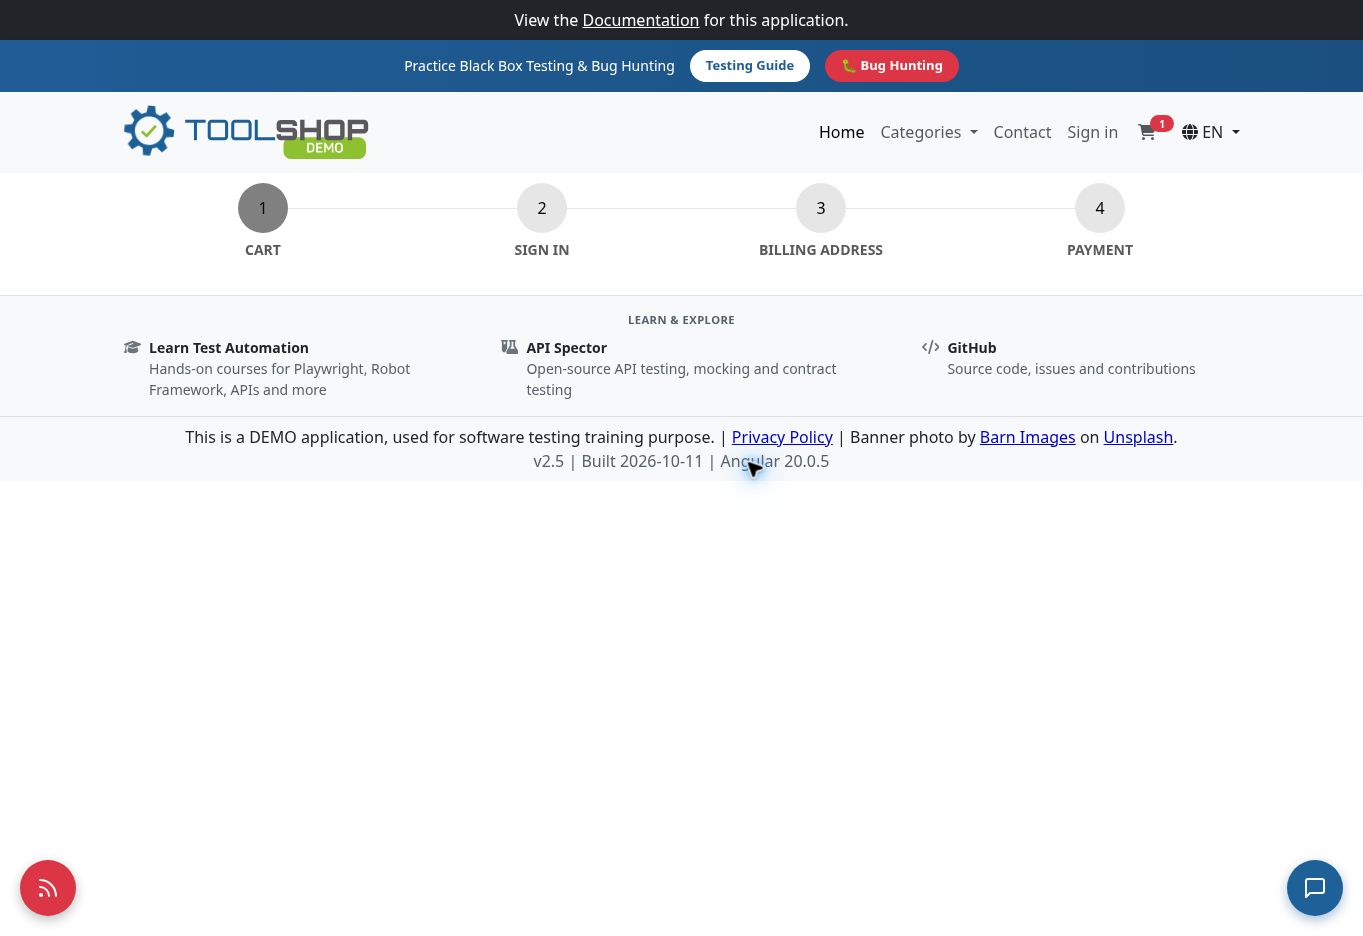 View the Documentation for this application.
Practice Black Box Testing & Bug Hunting Testing Guide 🐛 Bug Hunting
TOOLSHOP
DEMO
Home Categories Contact Sign in 1 EN
1 2 3 4
CART SIGN IN BILLING ADDRESS PAYMENT
LEARN & EXPLORE
Learn Test Automation
Hands-on courses for Playwright, Robot
Framework, APIs and more
API Spector
Open-source API testing, mocking and contract
testing
GitHub
Source code, issues and contributions
This is a DEMO application, used for software testing training purpose. | Privacy Policy | Banner photo by Barn Images on Unsplash.
v2.5 | Built 2026-10-11 | Angular 20.0.5